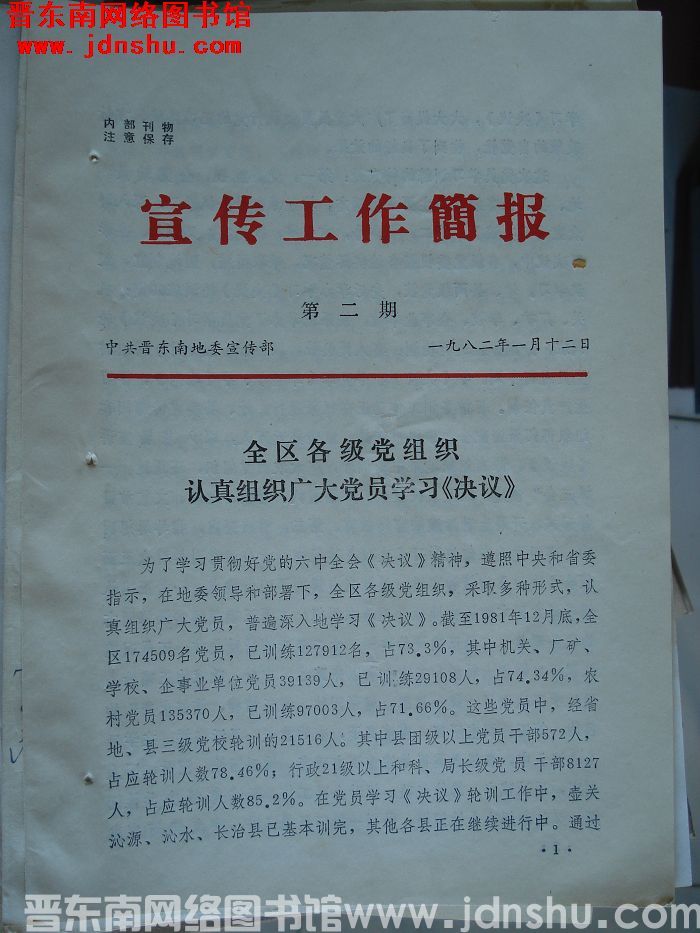 晋东南网络图书馆
www.jdnshu.com
内部刊物
注意保存
宣传工作簡报
第二期
中共晋东南地委宣传部 一九八二年一月十二日
全区各级党组织
认真组织广大党员学习《决议》
为了学习贯彻好党的六中全会《决议》精神，遵照中央和省委
指示，在地委领导和部署下，全区各级党组织，采取多种形式，认
真组织广大党员，普遍深入地学习《决议》。截至1981年12月底，全
区174509名党员，已训练127912名，占73.3%，其中机关、厂矿、
学校、企事业单位党员39139人，已训练29108人，占74.34%，农
村党员135370人，已训练97003人，占71.66%。这些党员中，经省
地、县三级党校轮训的21516人。其中县团级以上党员干部572人，
占应轮训人数78.46%；行政21级以上和科、局长级党员干部8127
人，占应轮训人数85.2%。在党员学习《决议》轮训工作中，壶关
沁源、沁水、长治县已基本训完，其他各县正在继续进行中。通过
·1·
晋东南网络图书馆 www.jdnshu.com